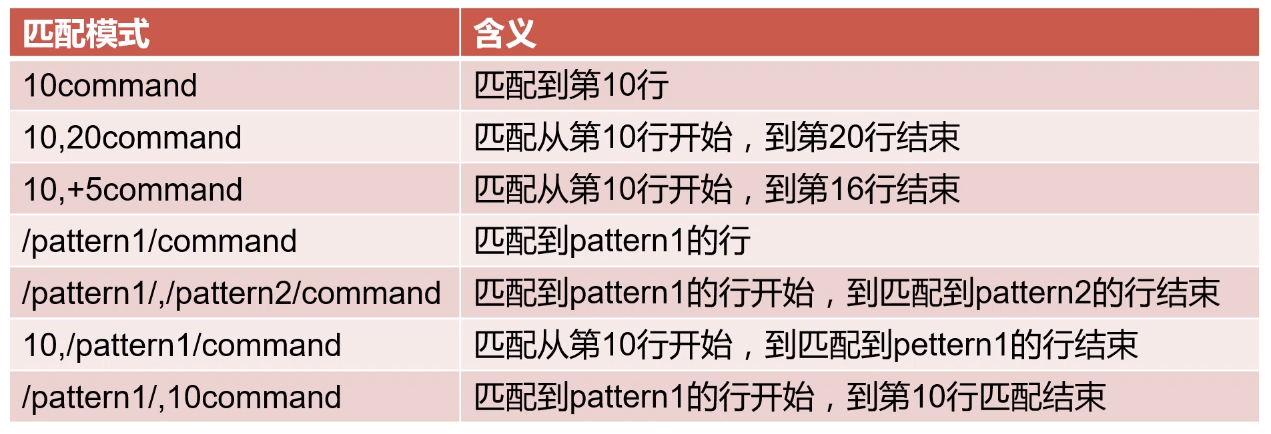 匹配模式 含义
10command 匹配到第10行
10,20command 匹配从第10行开始，到第20行结束
10,+5command 匹配从第10行开始，到第16行结束
/pattern1/command 匹配到pattern1的行
/pattern1/,/pattern2/command 匹配到pattern1的行开始，到匹配到pattern2的行结束
10,/pattern1/command 匹配从第10行开始，到匹配到pettern1的行结束
/pattern1/,10command 匹配到pattern1的行开始，到第10行匹配结束